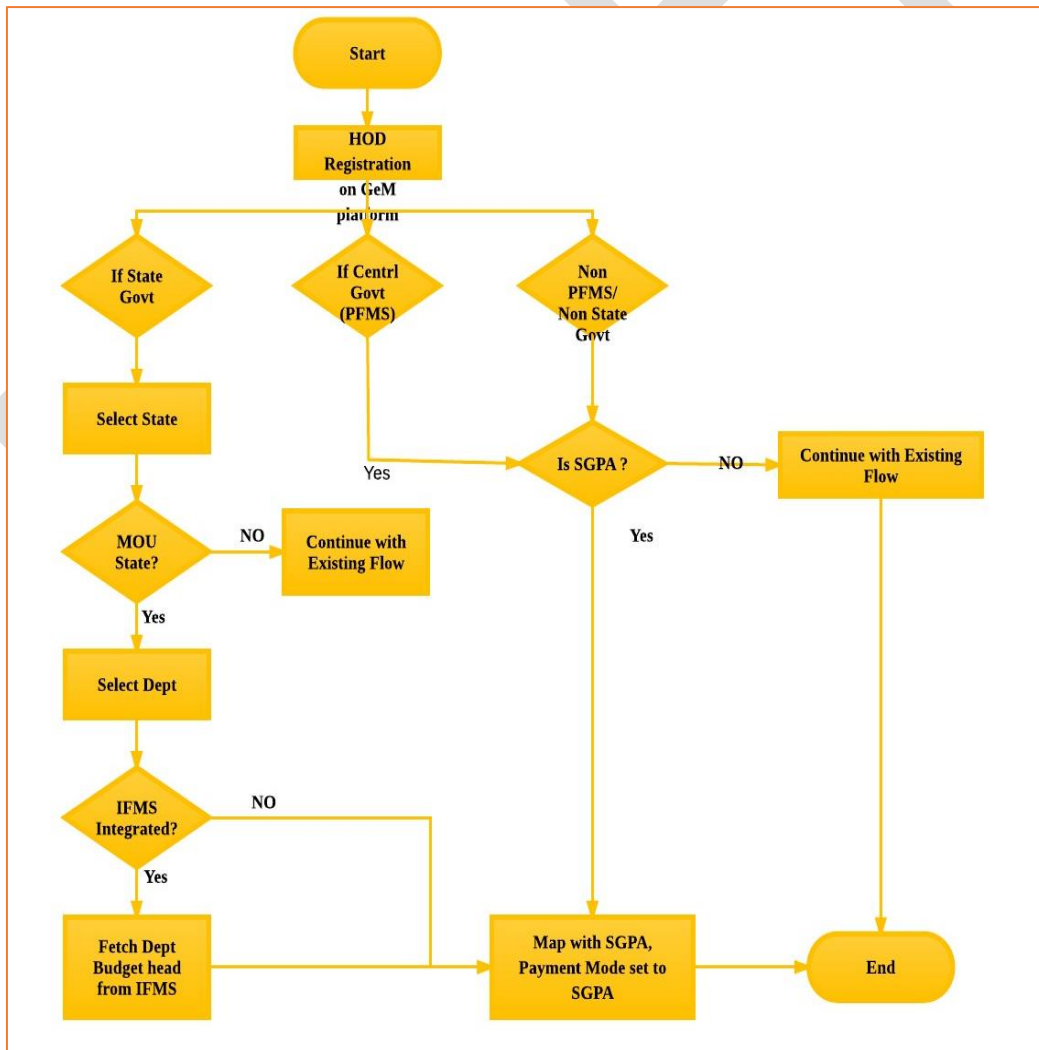 Start
HOD
Registration
on GeM
platform
If State
Govt
If Centrl
Govt
(PFMS)
Non
PFMS/
Non State
Govt
Select State
Is SGPA ?
NO
Continue with Existing
Flow
Yes
MOU
State?
NO
Continue with
Existing Flow
Yes
Yes
Select Dept
IFMS
Integrated?
NO
Yes
Fetch Dept
Budget head
from IFMS
Map with SGPA,
Payment Mode set to
SGPA
End